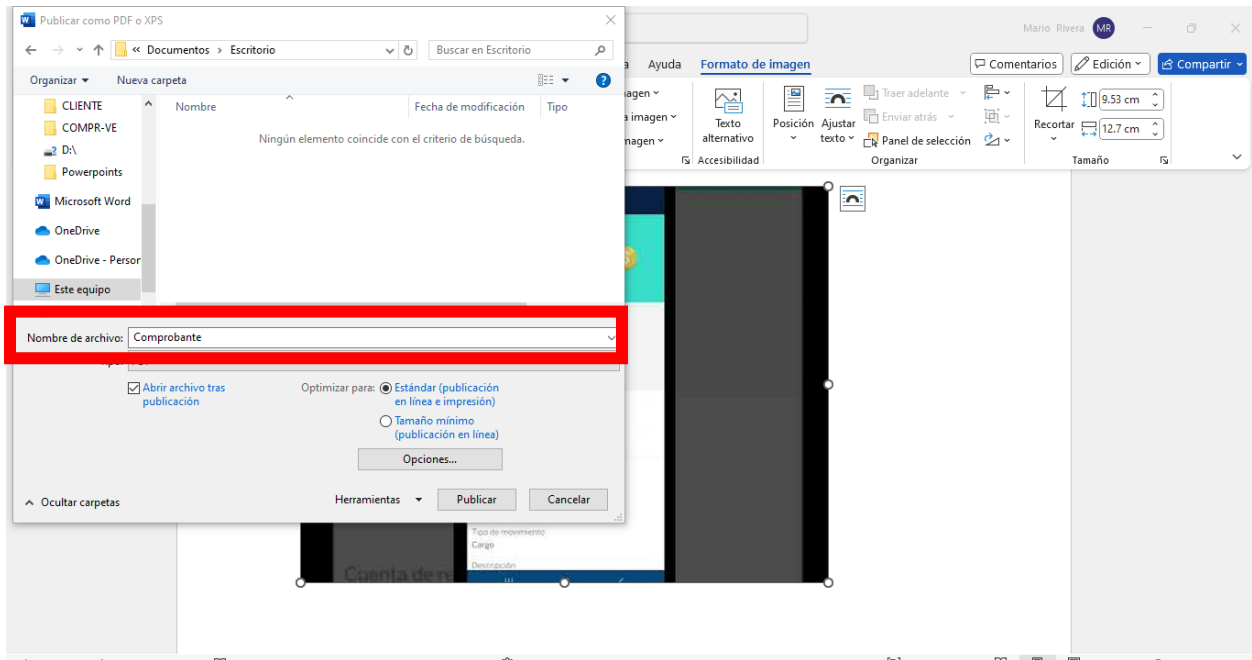 Publicar como PDF o XPS
« Documentos › Escritorio
Buscar en Escritorio
Organizar
Nueva carpeta
CLIENTE
COMPR-VE
D:\
Powerpoints
Microsoft Word
OneDrive
OneDrive - Person
Este equipo
Nombre
Fecha de modificación
Tipo
Ningún elemento coincide con el criterio de búsqueda.
Nombre de archivo: Comprobante
Abrir archivo tras
publicación
Optimizar para:
Estándar (publicación
en línea e impresión)
Tamaño mínimo
(publicación en línea)
Opciones...
Ocultar carpetas
Herramientas
Publicar
Cancelar
Mario Rivera MR
Ayuda
Formato de imagen
Comentarios
Edición
Compartir
Texto
alternativo
Accesibilidad
Posición
Ajustar
texto
Traer adelante
Enviar atrás
Panel de selección
Organizar
Recortar
9.53 cm
12.7 cm
Tamaño
Tipo de movimiento
Cargo
Descripción
Cuenta de